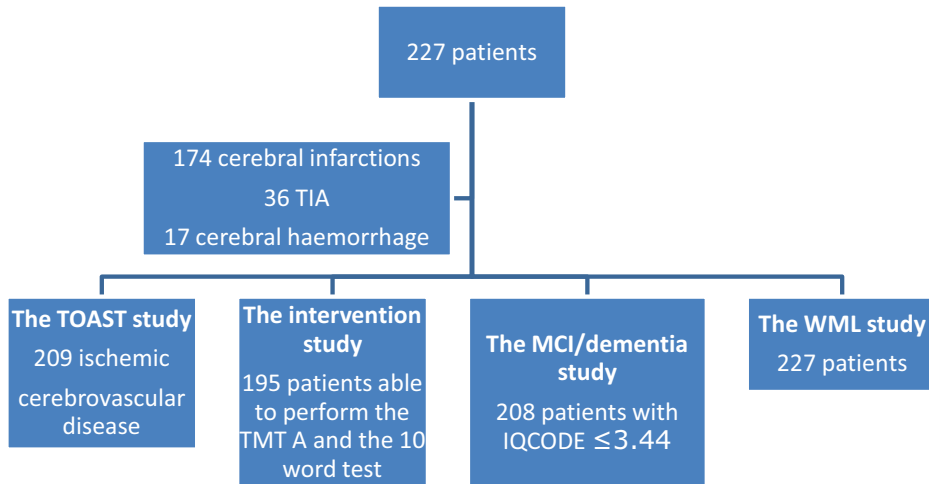 227 patients
174 cerebral infarctions
36 TIA
17 cerebral haemorrhage
The TOAST study
209 ischemic
cerebrovascular
disease
The intervention
study
195 patients able
to perform the
TMT A and the 10
word test
The MCI/dementia
study
208 patients with
IQCODE ≤3.44
The WML study
227 patients